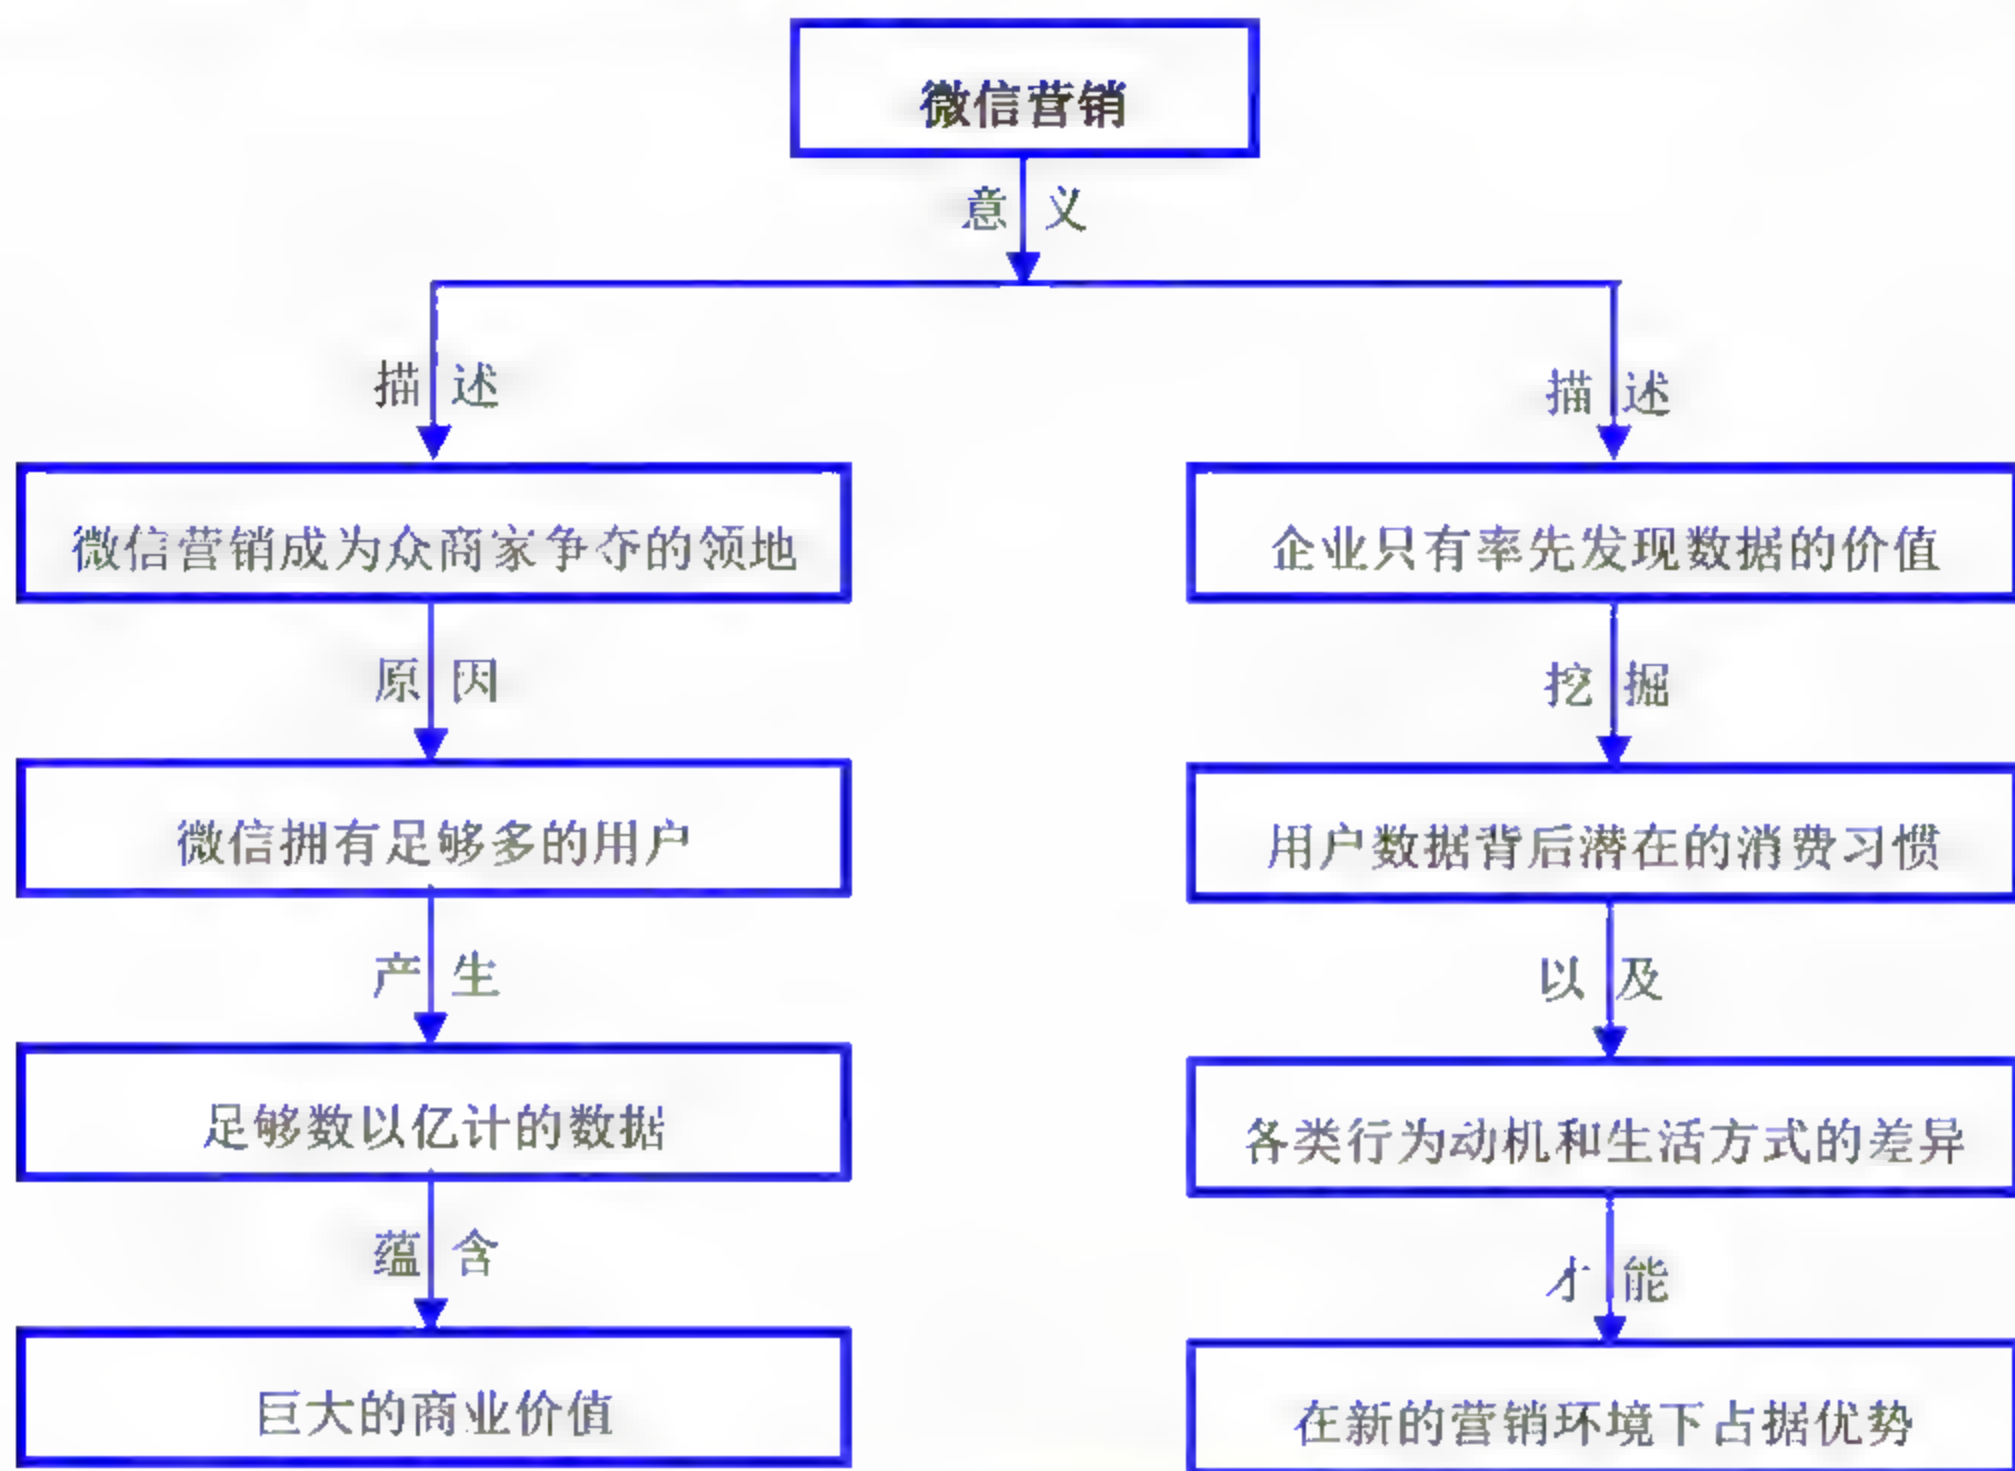 微信营销
意义
描述
描述
微信营销成为众商家争夺的领地
企业只有率先发现数据的价值
原因
挖掘
微信拥有足够多的用户
用户数据背后潜在的消费习惯
产生
以及
足够数以亿计的数据
各类行为动机和生活方式的差异
蕴含
才能
巨大的商业价值
在新的营销环境下占据优势